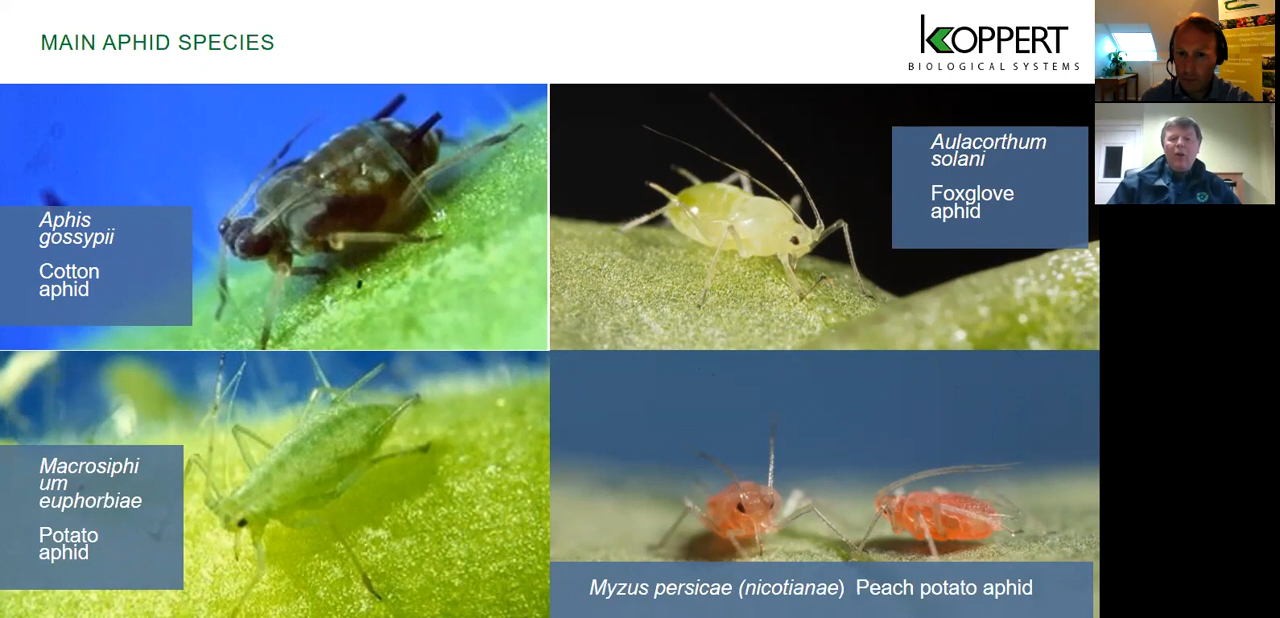 MAIN APHID SPECIES
KOPPERT
BIOLOGICAL SYSTEMS
Aphis
gossypii
Cotton
aphid
Aulacorthum
solani
Foxglove
aphid
Macrosiphi
um
euphorbiae
Potato
aphid
Myzus persicae (nicotianae) Peach potato aphid